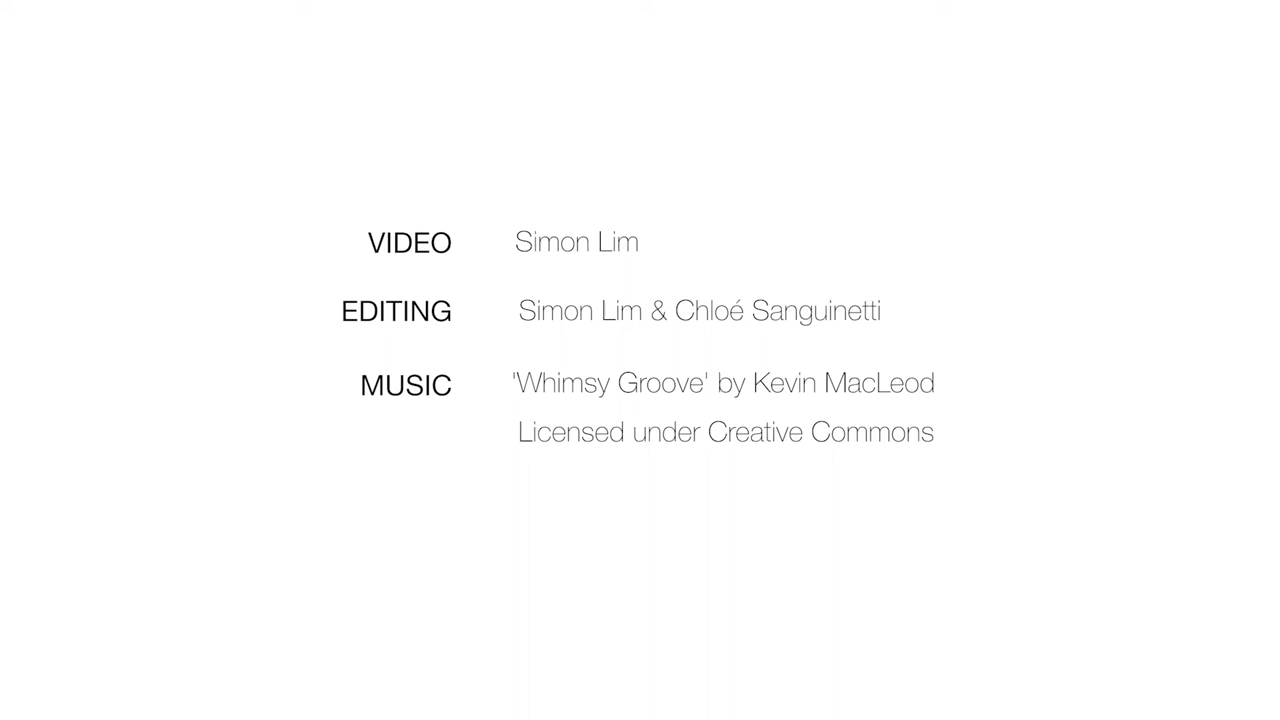 VIDEO Simon Lim
EDITING Simon Lim & Chloé Sanguinetti
MUSIC 'Whimsy Groove' by Kevin MacLeod
Licensed under Creative Commons